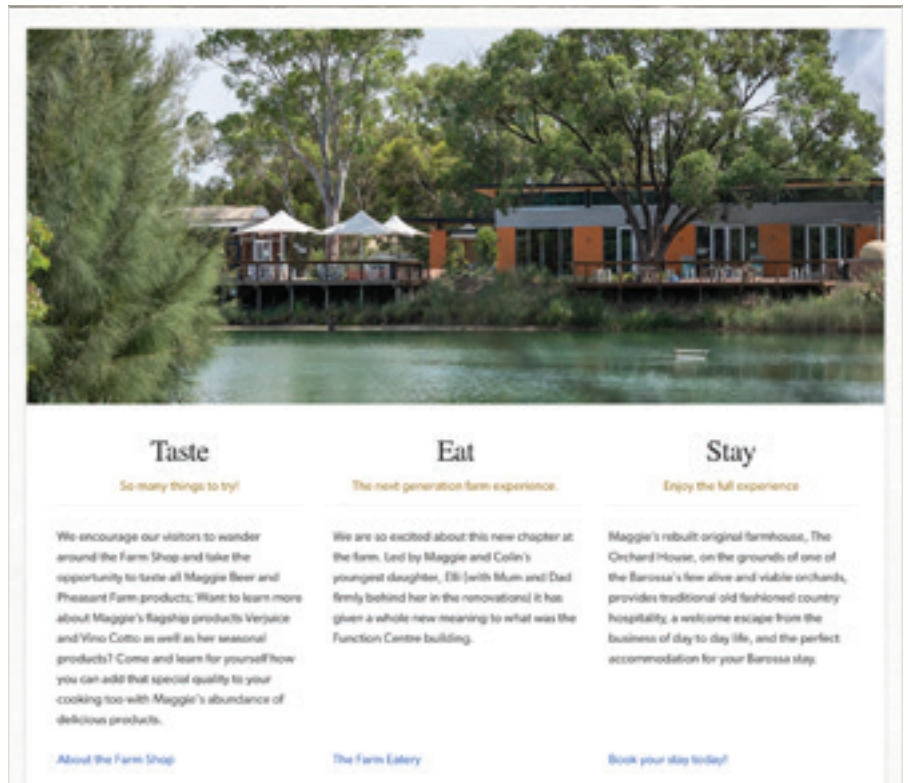 Taste
So many things to try!
We encourage our visitors to wander
around the Farm Shop and take the
opportunity to taste all Maggie Beer and
Pheasant Farm products; Want to learn more
about Maggie's flagship products Verjuice
and Vino Cotto as well as her seasonal
products? Come and learn for yourself how
you can add that special quality to your
cooking too with Maggie's abundance of
delicious products.
About the Farm Shop
Eat
The next generation farm experience.
We are so excited about this new chapter at
the farm. Led by Maggie and Colin's
youngest daughter, Elli (with Mum and Dad
firmly behind her in the renovations) it has
given a whole new meaning to what was the
Function Centre building.
The Farm Eatery
Stay
Enjoy the full experience
Maggie's rebuilt original farmhouse, The
Orchard House, on the grounds of one of
the Barossa's few alive and viable orchards,
provides traditional old fashioned country
hospitality, a welcome escape from the
business of day to day life, and the perfect
accommodation for your Barossa stay.
Book your stay today!